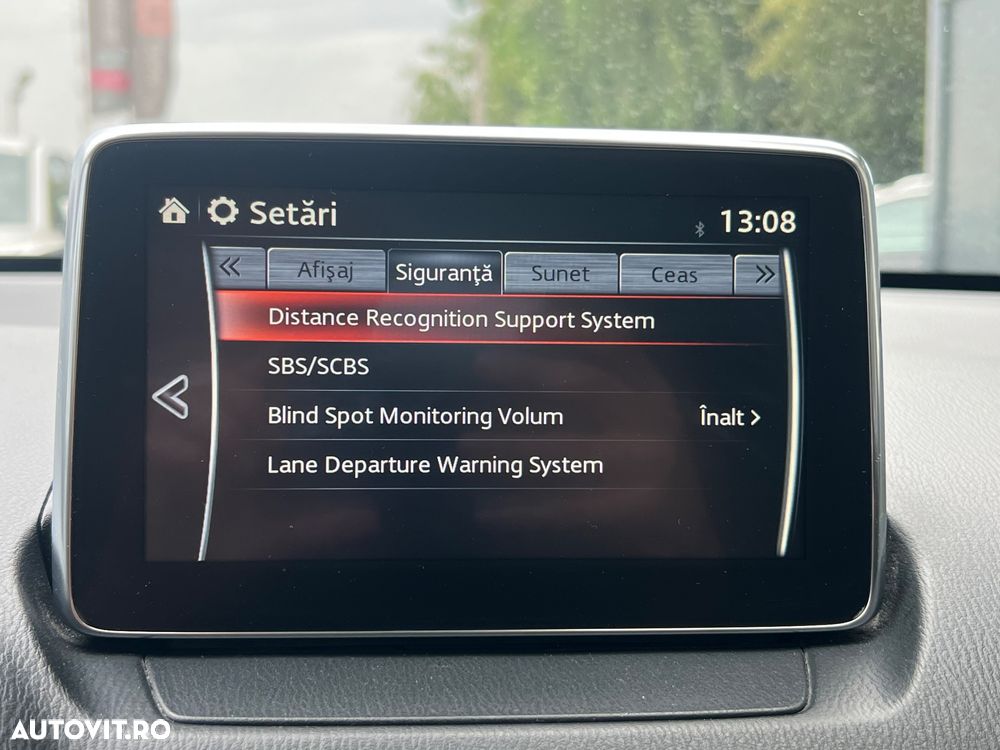 Setări
13:08
Afişaj Siguranţă Sunet Ceas
Distance Recognition Support System
SBS/SCBS
Blind Spot Monitoring Volum Înalt
Lane Departure Warning System
AUTOVIT.RO